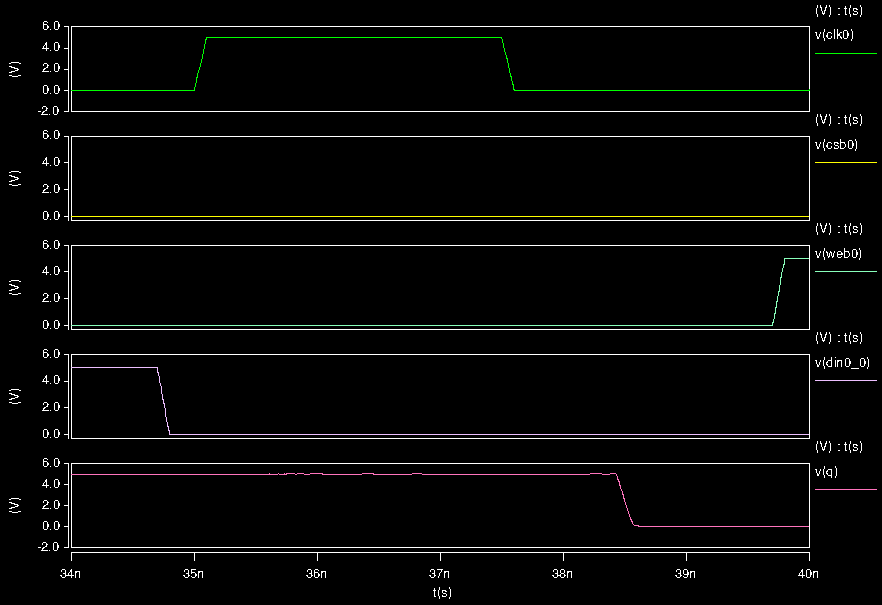 (V) : t(s)
v(clk0)
6.0
4.0
2.0
0.0
-2.0
(V)
(V) : t(s)
v(csb0)
6.0
4.0
2.0
0.0
(V)
(V) : t(s)
v(web0)
6.0
4.0
2.0
0.0
(V)
(V) : t(s)
v(din0_0)
6.0
4.0
2.0
0.0
(V)
(V) : t(s)
v(q)
6.0
4.0
2.0
0.0
-2.0
(V)
34n 35n 36n 37n 38n 39n 40n
t(s)